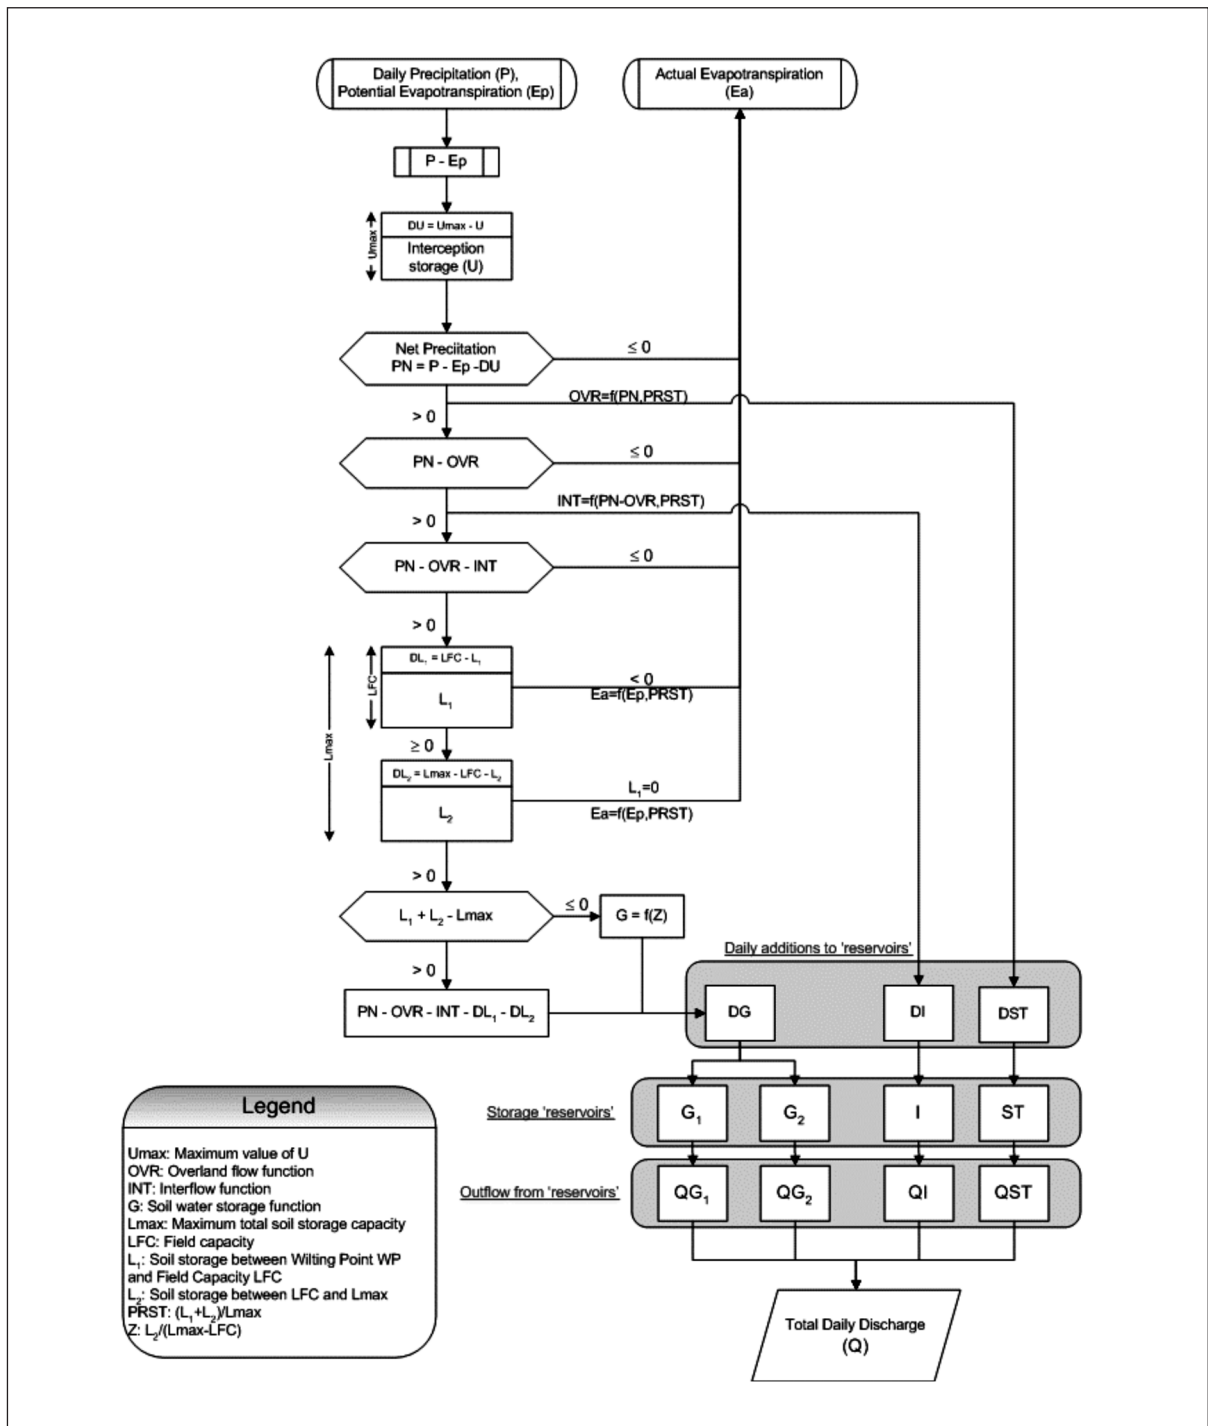 Daily Precipitation (P),
Potential Evapotranspiration (Ep)
Actual Evapotranspiration
(Ea)
P - Ep
Umax
DU = Umax - U
Interception
storage (U)
Net Preciitation
PN = P - Ep -DU
≤ 0
OVR=f(PN,PRST)
> 0
PN - OVR
≤ 0
INT=f(PN-OVR,PRST)
> 0
PN - OVR - INT
≤ 0
> 0
Lmax
LFC
DL₁ = LFC - L₁
L₁
< 0
Ea=f(Ep,PRST)
≥ 0
DL₂ = Lmax - LFC - L₂
L₂
L₁=0
Ea=f(Ep,PRST)
> 0
L₁ + L₂ - Lmax
≤ 0
G = f(Z)
> 0
PN - OVR - INT - DL₁ - DL₂
Daily additions to 'reservoirs'
DG
DI
DST
Storage 'reservoirs'
G₁
G₂
I
ST
Outflow from 'reservoirs'
QG₁
QG₂
QI
QST
Total Daily Discharge
(Q)
Legend
Umax: Maximum value of U
OVR: Overland flow function
INT: Interflow function
G: Soil water storage function
Lmax: Maximum total soil storage capacity
LFC: Field capacity
L₁: Soil storage between Wilting Point WP
and Field Capacity LFC
L₂: Soil storage between LFC and Lmax
PRST: (L₁+L₂)/Lmax
Z: L₂/(Lmax-LFC)